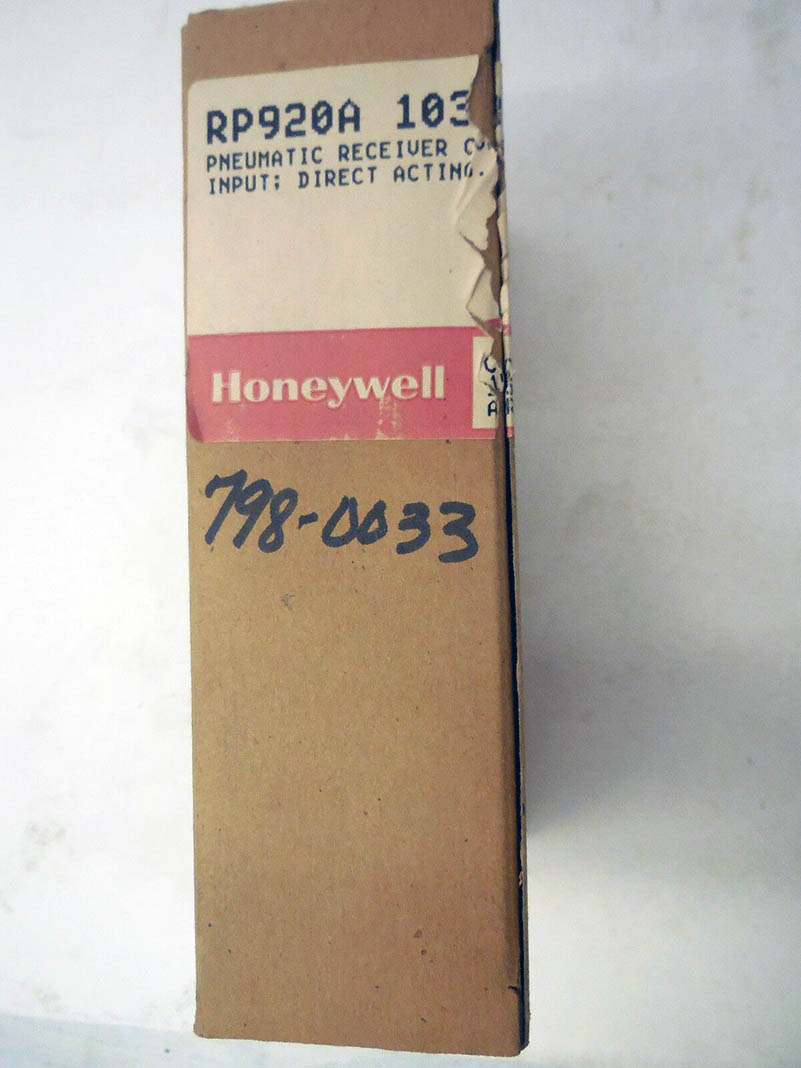 RP920A 103
PNEUMATIC RECEIVER
INPUT; DIRECT ACTING.
Honeywell
798-0033